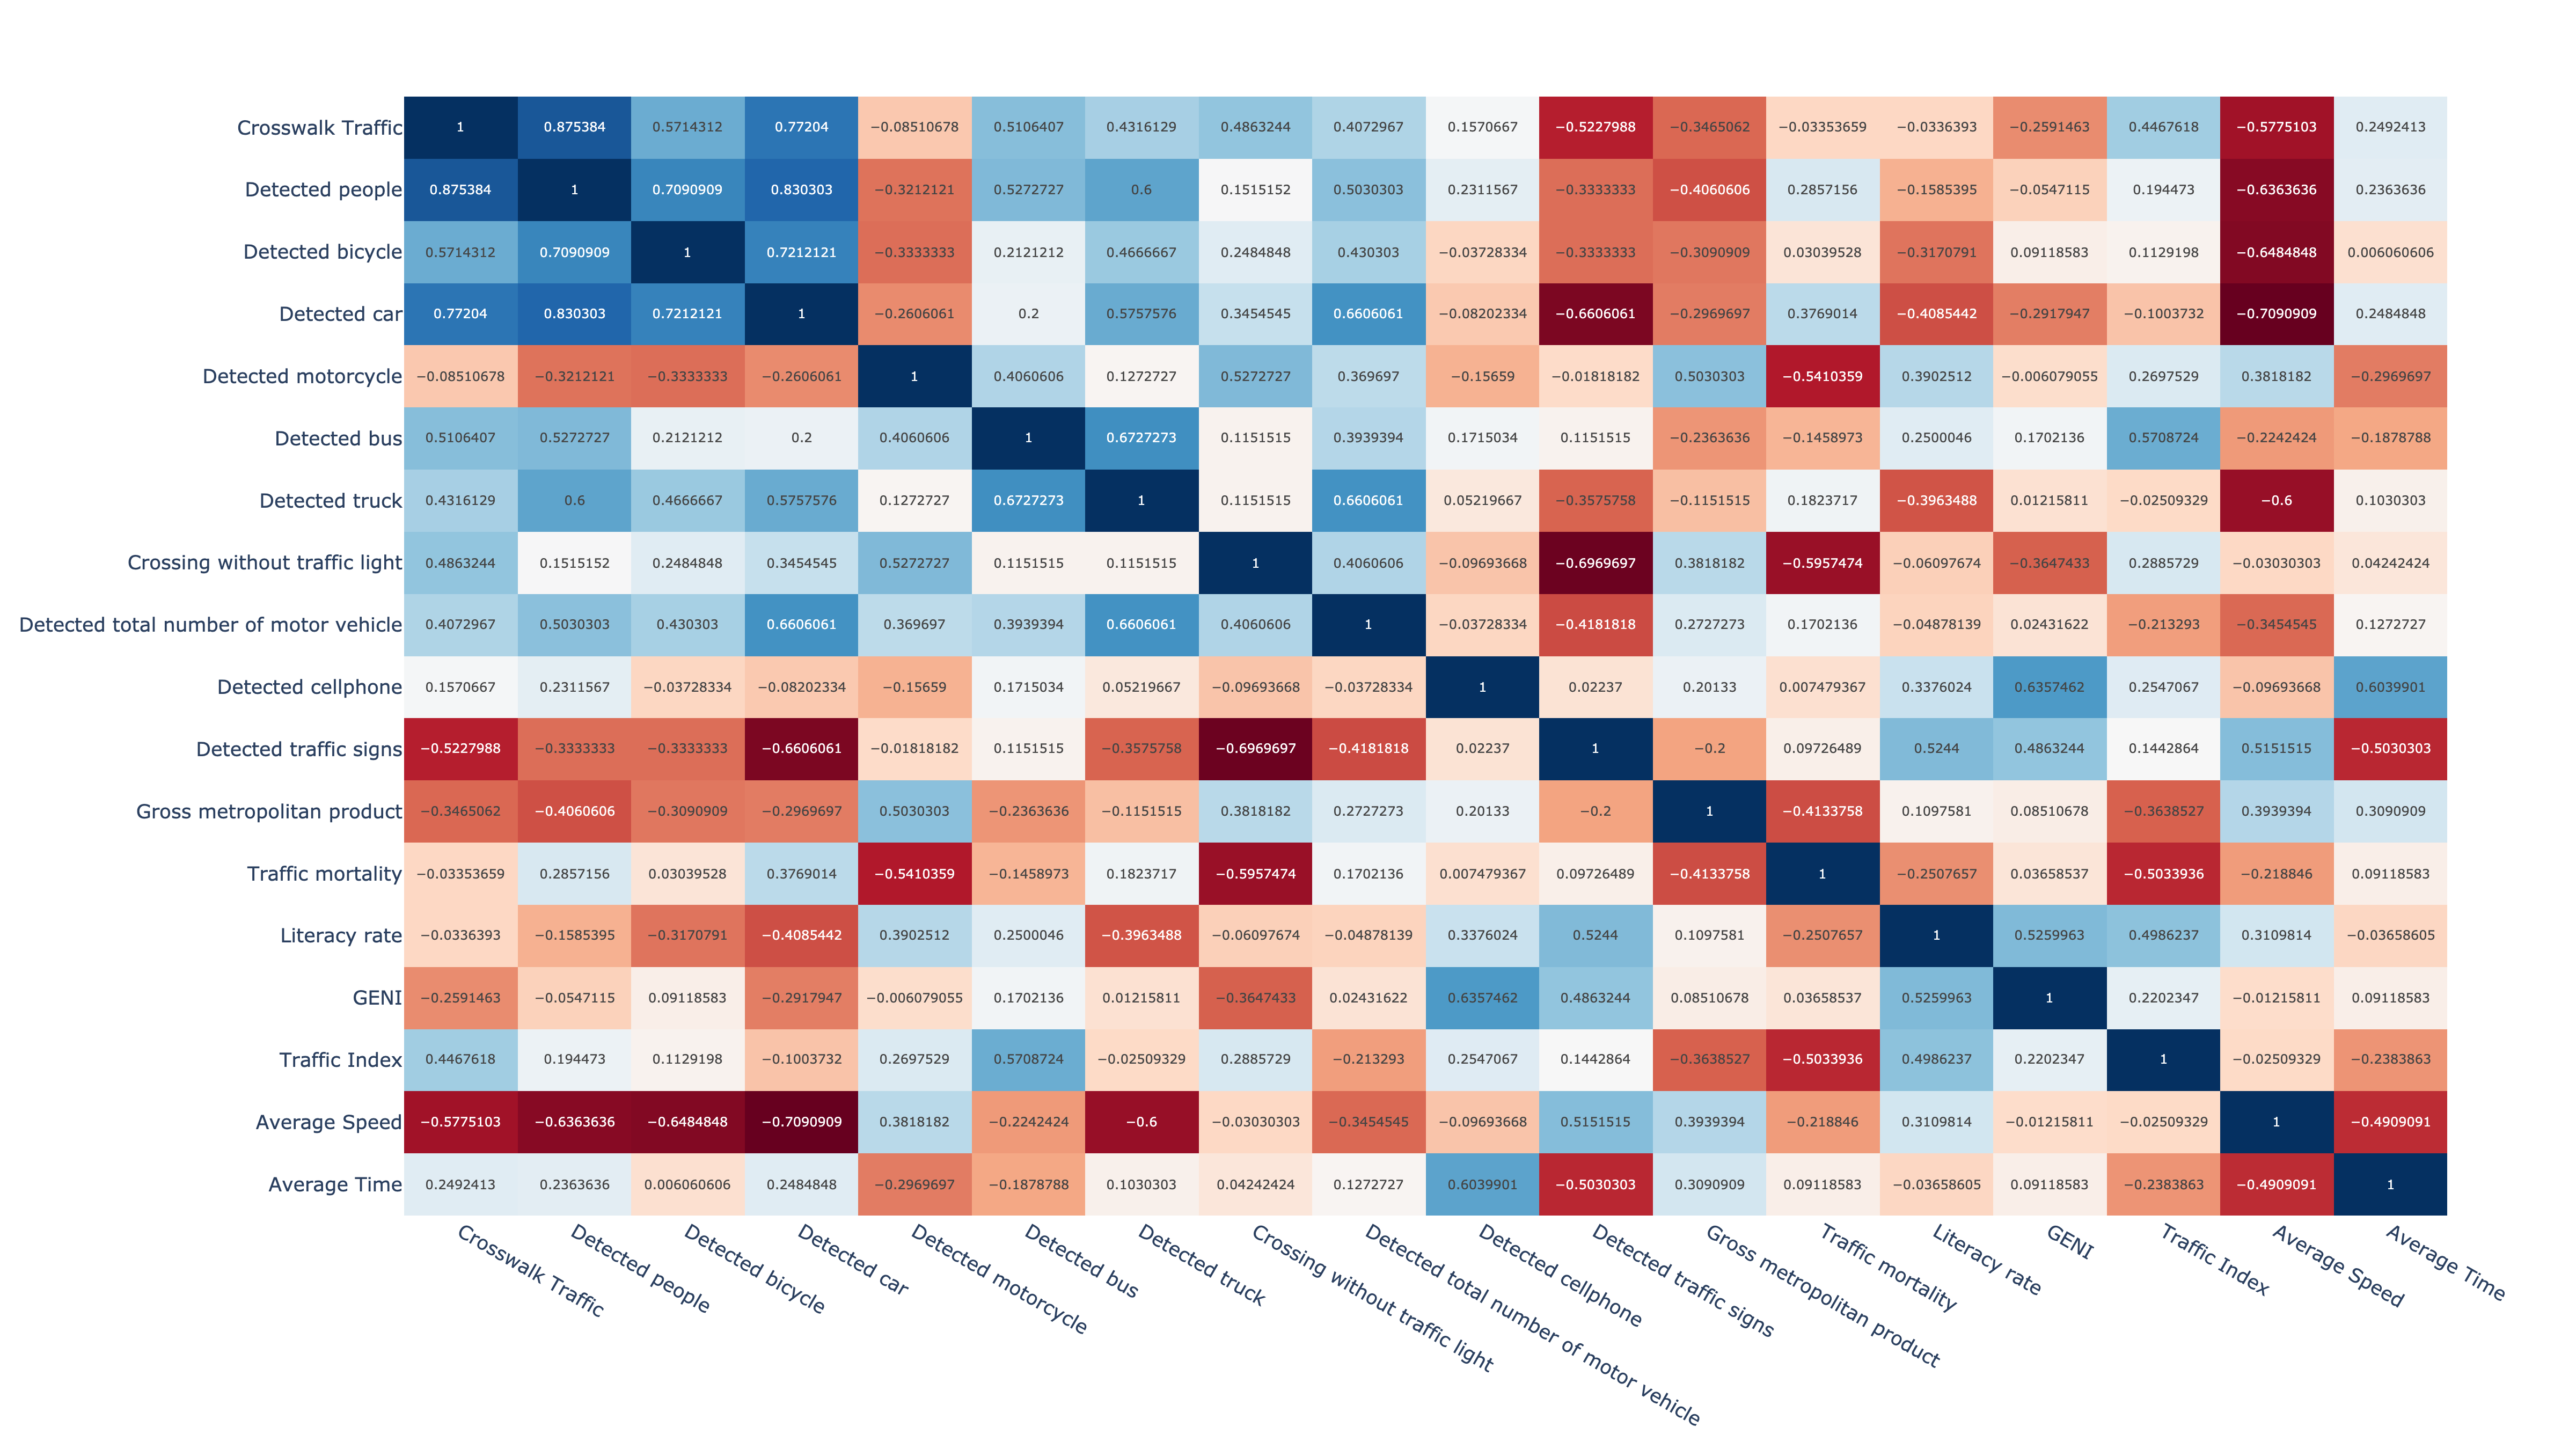 Crosswalk Traffic 1 0.875384 0.5714312 0.77204 −0.08510678 0.5106407 0.4316129 0.4863244 0.4072967 0.1570667 −0.5227988 −0.3465062 −0.03353659 −0.0336393 −0.2591463 0.4467618 −0.5775103 0.2492413
Detected people 0.875384 1 0.7090909 0.830303 −0.3212121 0.5272727 0.6 0.1515152 0.5030303 0.2311567 −0.3333333 −0.4060606 0.2857156 −0.1585395 −0.0547115 0.194473 −0.6363636 0.2363636
Detected bicycle 0.5714312 0.7090909 1 0.7212121 −0.3333333 0.2121212 0.4666667 0.2484848 0.430303 −0.03728334 −0.3333333 −0.3090909 0.03039528 −0.3170791 0.09118583 0.1129198 −0.6484848 0.006060606
Detected car 0.77204 0.830303 0.7212121 1 −0.2606061 0.2 0.5757576 0.3454545 0.6606061 −0.08202334 −0.6606061 −0.2969697 0.3769014 −0.4085442 −0.2917947 −0.1003732 −0.7090909 0.2484848
Detected motorcycle −0.08510678 −0.3212121 −0.3333333 −0.2606061 1 0.4060606 0.1272727 0.5272727 0.369697 −0.15659 −0.01818182 0.5030303 −0.5410359 0.3902512 −0.006079055 0.2697529 0.3818182 −0.2969697
Detected bus 0.5106407 0.5272727 0.2121212 0.2 0.4060606 1 0.6727273 0.1151515 0.3939394 0.1715034 0.1151515 −0.2363636 −0.1458973 0.2500046 0.1702136 0.5708724 −0.2242424 −0.1878788
Detected truck 0.4316129 0.6 0.4666667 0.5757576 0.1272727 0.6727273 1 0.1151515 0.6606061 0.05219667 −0.3575758 −0.1151515 0.1823717 −0.3963488 0.01215811 −0.02509329 −0.6 0.1030303
Crossing without traffic light 0.4863244 0.1515152 0.2484848 0.3454545 0.5272727 0.1151515 0.1151515 1 0.4060606 −0.09693668 −0.6969697 0.3818182 −0.5957474 −0.06097674 −0.3647433 0.2885729 −0.03030303 0.04242424
Detected total number of motor vehicle 0.4072967 0.5030303 0.430303 0.6606061 0.369697 0.3939394 0.6606061 0.4060606 1 −0.03728334 −0.4181818 0.2727273 0.1702136 −0.04878139 0.02431622 −0.213293 −0.3454545 0.1272727
Detected cellphone 0.1570667 0.2311567 −0.03728334 −0.08202334 −0.15659 0.1715034 0.05219667 −0.09693668 −0.03728334 1 0.02237 0.20133 0.007479367 0.3376024 0.6357462 0.2547067 −0.09693668 0.6039901
Detected traffic signs −0.5227988 −0.3333333 −0.3333333 −0.6606061 −0.01818182 0.1151515 −0.3575758 −0.6969697 −0.4181818 0.02237 1 −0.2 0.09726489 0.5244 0.4863244 0.1442864 0.5151515 −0.5030303
Gross metropolitan product −0.3465062 −0.4060606 −0.3090909 −0.2969697 0.5030303 −0.2363636 −0.1151515 0.3818182 0.2727273 0.20133 −0.2 1 −0.4133758 0.1097581 0.08510678 −0.3638527 0.3939394 0.3090909
Traffic mortality −0.03353659 0.2857156 0.03039528 0.3769014 −0.5410359 −0.1458973 0.1823717 −0.5957474 0.1702136 0.007479367 0.09726489 −0.4133758 1 −0.2507657 0.03658537 −0.5033936 −0.218846 0.09118583
Literacy rate −0.0336393 −0.1585395 −0.3170791 −0.4085442 0.3902512 0.2500046 −0.3963488 −0.06097674 −0.04878139 0.3376024 0.5244 0.1097581 −0.2507657 1 0.5259963 0.4986237 0.3109814 −0.03658605
GENI −0.2591463 −0.0547115 0.09118583 −0.2917947 −0.006079055 0.1702136 0.01215811 −0.3647433 0.02431622 0.6357462 0.4863244 0.08510678 0.03658537 0.5259963 1 0.2202347 −0.01215811 0.09118583
Traffic Index 0.4467618 0.194473 0.1129198 −0.1003732 0.2697529 0.5708724 −0.02509329 0.2885729 −0.213293 0.2547067 0.1442864 −0.3638527 −0.5033936 0.4986237 0.2202347 1 −0.02509329 −0.2383863
Average Speed −0.5775103 −0.6363636 −0.6484848 −0.7090909 0.3818182 −0.2242424 −0.6 −0.03030303 −0.3454545 −0.09693668 0.5151515 0.3939394 −0.218846 0.3109814 −0.01215811 −0.02509329 1 −0.4909091
Average Time 0.2492413 0.2363636 0.006060606 0.2484848 −0.2969697 −0.1878788 0.1030303 0.04242424 0.1272727 0.6039901 −0.5030303 0.3090909 0.09118583 −0.03658605 0.09118583 −0.2383863 −0.4909091 1
Crosswalk Traffic
Detected people
Detected bicycle
Detected car
Detected motorcycle
Detected bus
Detected truck
Crossing without traffic light
Detected total number of motor vehicle
Detected cellphone
Detected traffic signs
Gross metropolitan product
Traffic mortality
Literacy rate
GENI
Traffic Index
Average Speed
Average Time